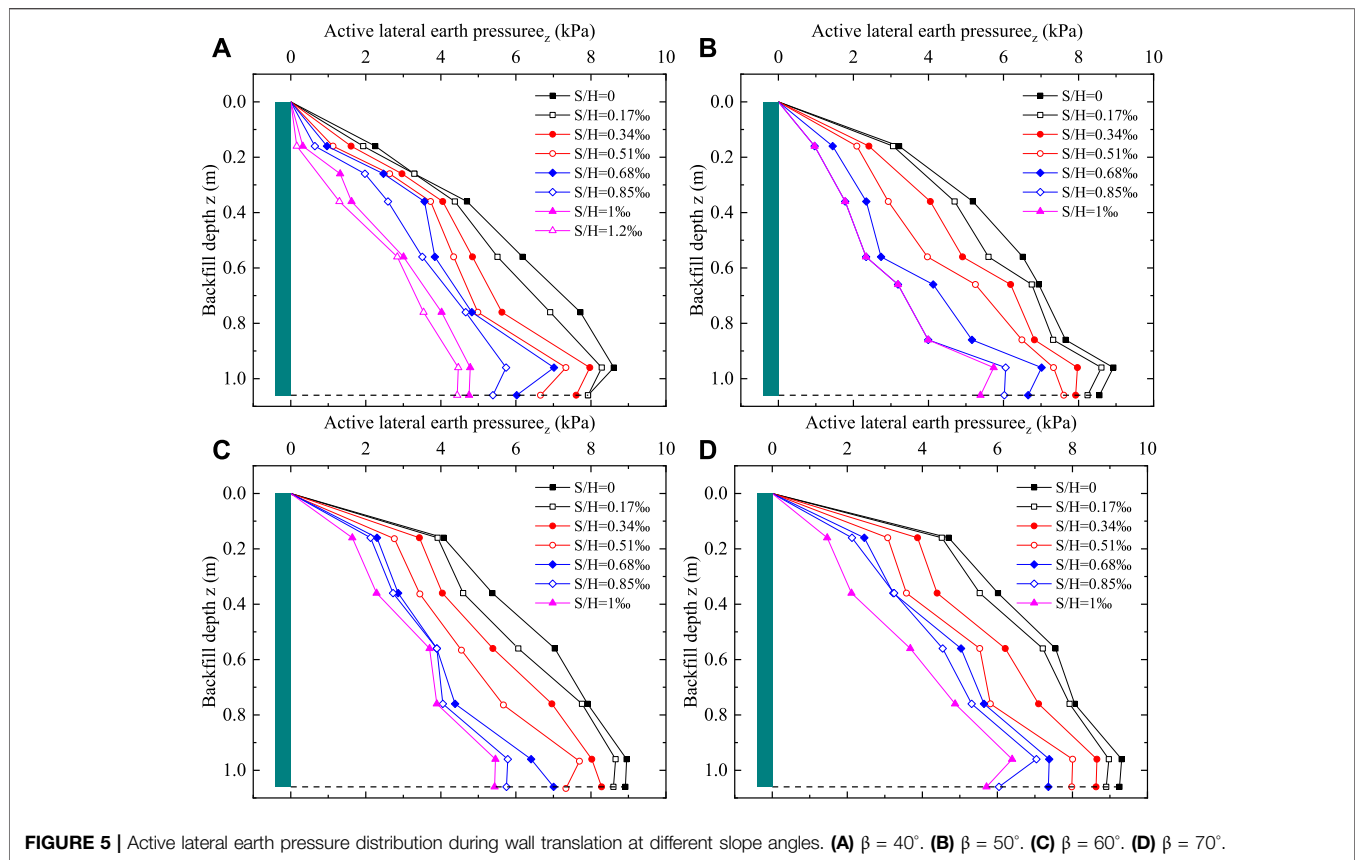 Active lateral earth pressureez (kPa)
A
0 2 4 6 8 10
0.0
0.2
0.4
0.6
0.8
1.0
Backfill depth z (m)
S/H=0
S/H=0.17‰
S/H=0.34‰
S/H=0.51‰
S/H=0.68‰
S/H=0.85‰
S/H=1‰
S/H=1.2‰
Active lateral earth pressureez (kPa)
B
0 2 4 6 8 10
0.0
0.2
0.4
0.6
0.8
1.0
Backfill depth z (m)
S/H=0
S/H=0.17‰
S/H=0.34‰
S/H=0.51‰
S/H=0.68‰
S/H=0.85‰
S/H=1‰
Active lateral earth pressureez (kPa)
C
0 2 4 6 8 10
0.0
0.2
0.4
0.6
0.8
1.0
Backfill depth z (m)
S/H=0
S/H=0.17‰
S/H=0.34‰
S/H=0.51‰
S/H=0.68‰
S/H=0.85‰
S/H=1‰
Active lateral earth pressureez (kPa)
D
0 2 4 6 8 10
0.0
0.2
0.4
0.6
0.8
1.0
Backfill depth z (m)
S/H=0
S/H=0.17‰
S/H=0.34‰
S/H=0.51‰
S/H=0.68‰
S/H=0.85‰
S/H=1‰
FIGURE 5 | Active lateral earth pressure distribution during wall translation at different slope angles. (A) β = 40°. (B) β = 50°. (C) β = 60°. (D) β = 70°.